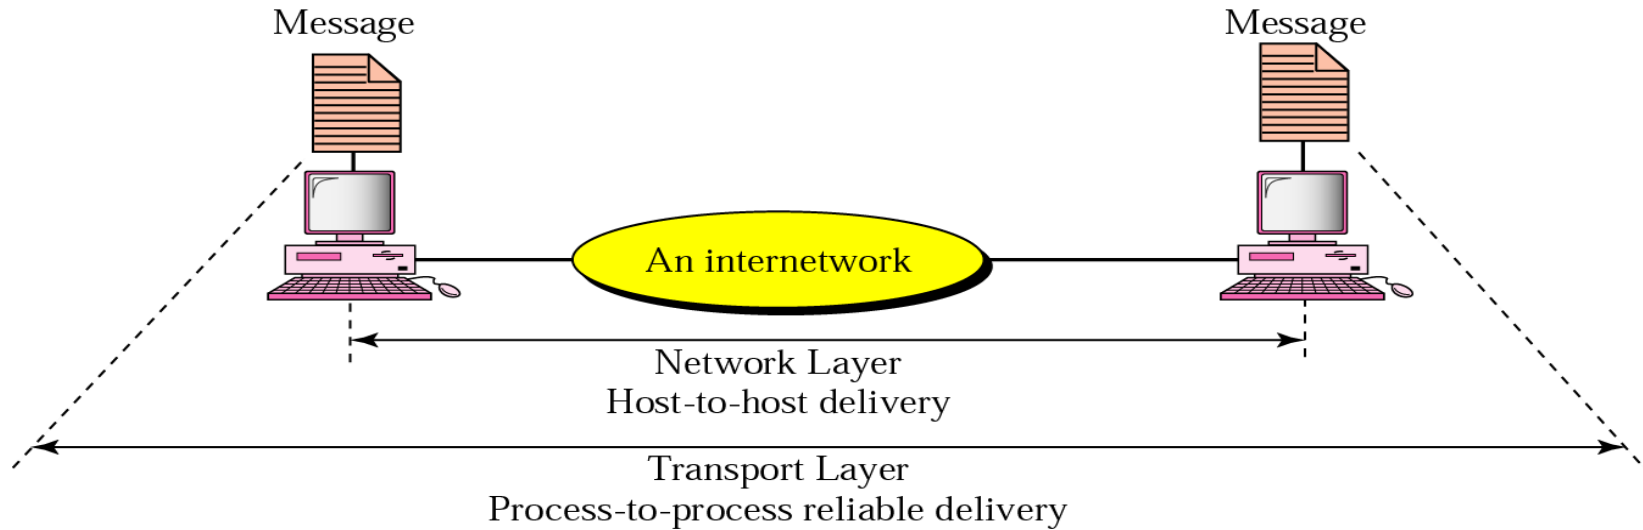 Message
Message
An internetwork
Network Layer
Host-to-host delivery
Transport Layer
Process-to-process reliable delivery